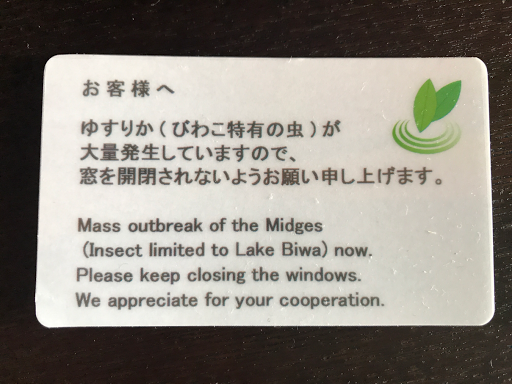 お客様へ
ゆすりか(びわこ特有の虫)が
大量発生していますので、
窓を開閉されないようお願い申し上げます。
Mass outbreak of the Midges
(Insect limited to Lake Biwa) now.
Please keep closing the windows.
We appreciate for your cooperation.